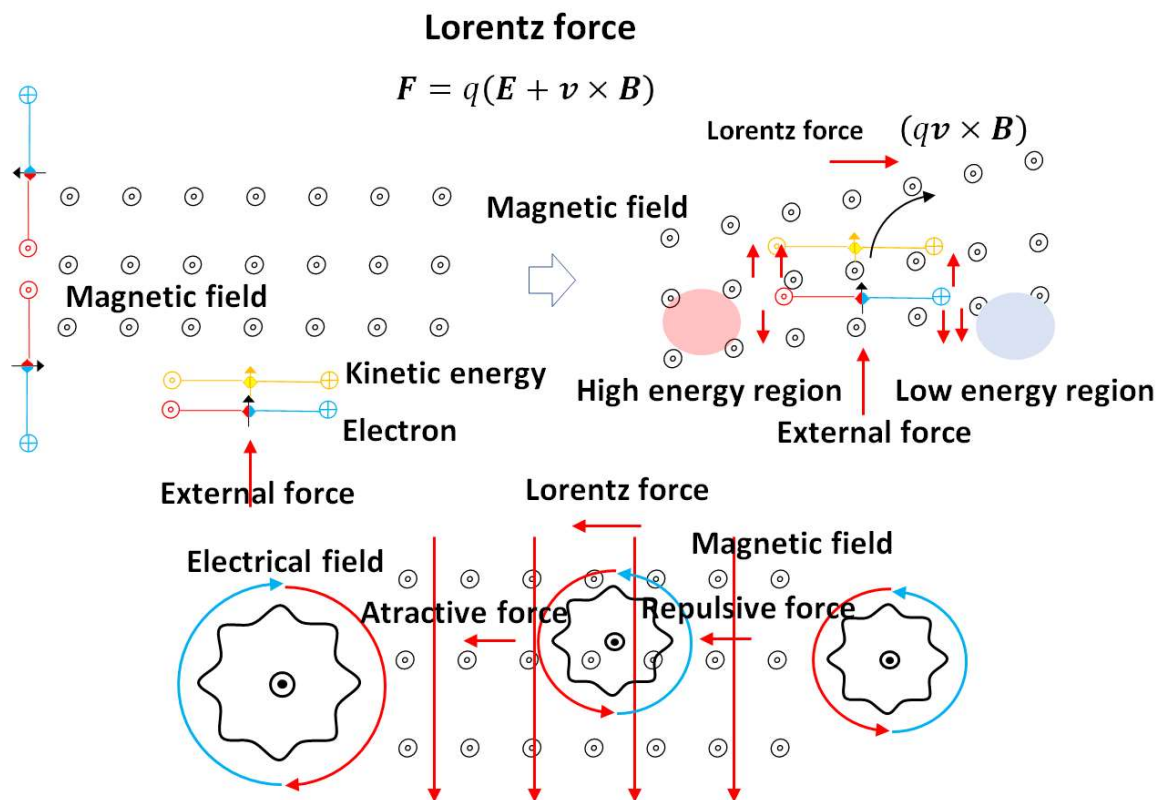 Lorentz force
𝑭 = q(𝑬 + 𝒗 × 𝑩)
Lorentz force (q𝒗 × 𝑩)
Magnetic field
Magnetic field
Kinetic energy
Electron
External force
High energy region
Low energy region
External force
Lorentz force
Electrical field
Magnetic field
Atractive force
Repulsive force